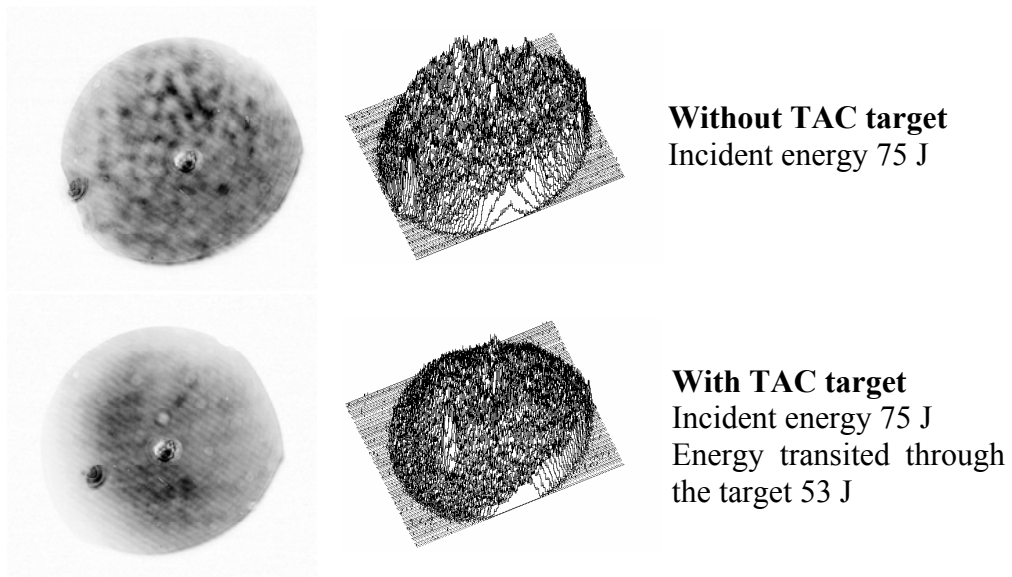 Without TAC target
Incident energy 75 J
With TAC target
Incident energy 75 J
Energy transited through
the target 53 J